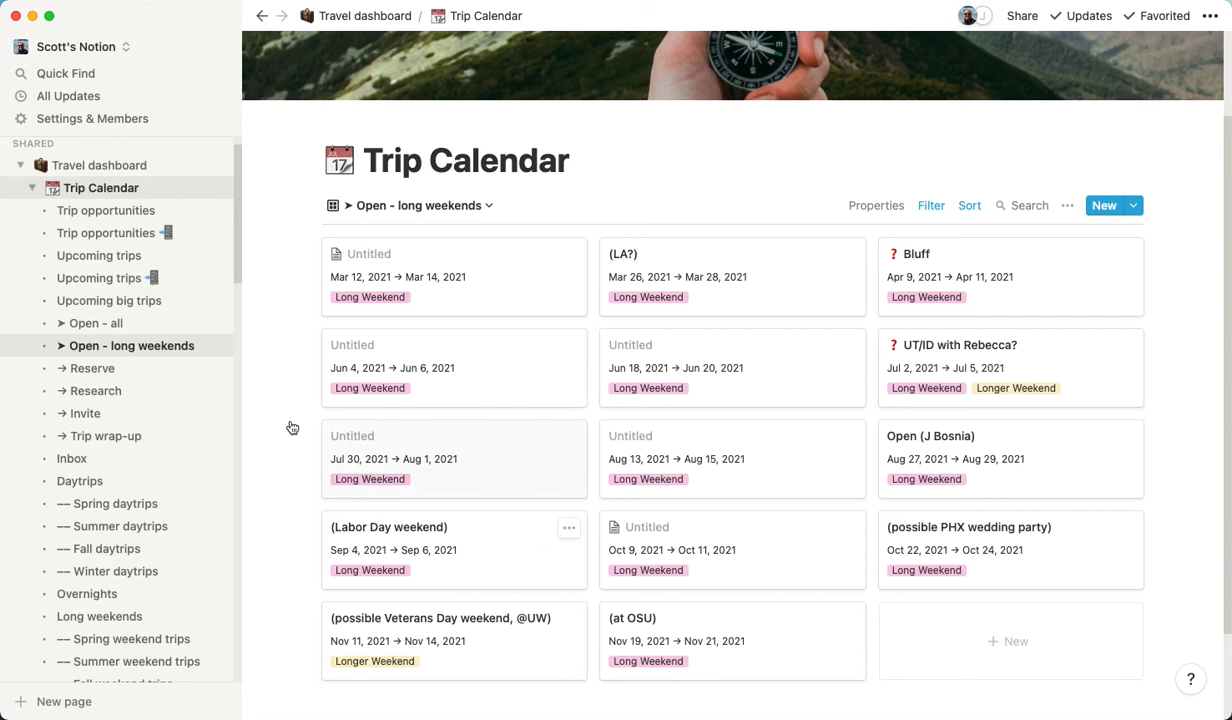 Travel dashboard / Trip Calendar
J Share Updates Favorited
Scott's Notion
Quick Find
All Updates
Settings & Members
SHARED
Travel dashboard
Trip Calendar
Trip opportunities
Trip opportunities
Upcoming trips
Upcoming trips
Upcoming big trips
➤ Open - all
➤ Open - long weekends
→ Reserve
→ Research
→ Invite
→ Trip wrap-up
Inbox
Daytrips
–– Spring daytrips
–– Summer daytrips
–– Fall daytrips
–– Winter daytrips
Overnights
Long weekends
–– Spring weekend trips
–– Summer weekend trips
+ New page
17 Trip Calendar
➤ Open - long weekends
Properties Filter Sort Search ••• New
Untitled
Mar 12, 2021 → Mar 14, 2021
Long Weekend
(LA?)
Mar 26, 2021 → Mar 28, 2021
Long Weekend
❓ Bluff
Apr 9, 2021 → Apr 11, 2021
Long Weekend
Untitled
Jun 4, 2021 → Jun 6, 2021
Long Weekend
Untitled
Jun 18, 2021 → Jun 20, 2021
Long Weekend
❓ UT/ID with Rebecca?
Jul 2, 2021 → Jul 5, 2021
Long Weekend Longer Weekend
Untitled
Jul 30, 2021 → Aug 1, 2021
Long Weekend
Untitled
Aug 13, 2021 → Aug 15, 2021
Long Weekend
Open (J Bosnia)
Aug 27, 2021 → Aug 29, 2021
Long Weekend
(Labor Day weekend)
Sep 4, 2021 → Sep 6, 2021
Long Weekend
Untitled
Oct 9, 2021 → Oct 11, 2021
Long Weekend
(possible PHX wedding party)
Oct 22, 2021 → Oct 24, 2021
Long Weekend
(possible Veterans Day weekend, @UW)
Nov 11, 2021 → Nov 14, 2021
Longer Weekend
(at OSU)
Nov 19, 2021 → Nov 21, 2021
Long Weekend
+ New
?